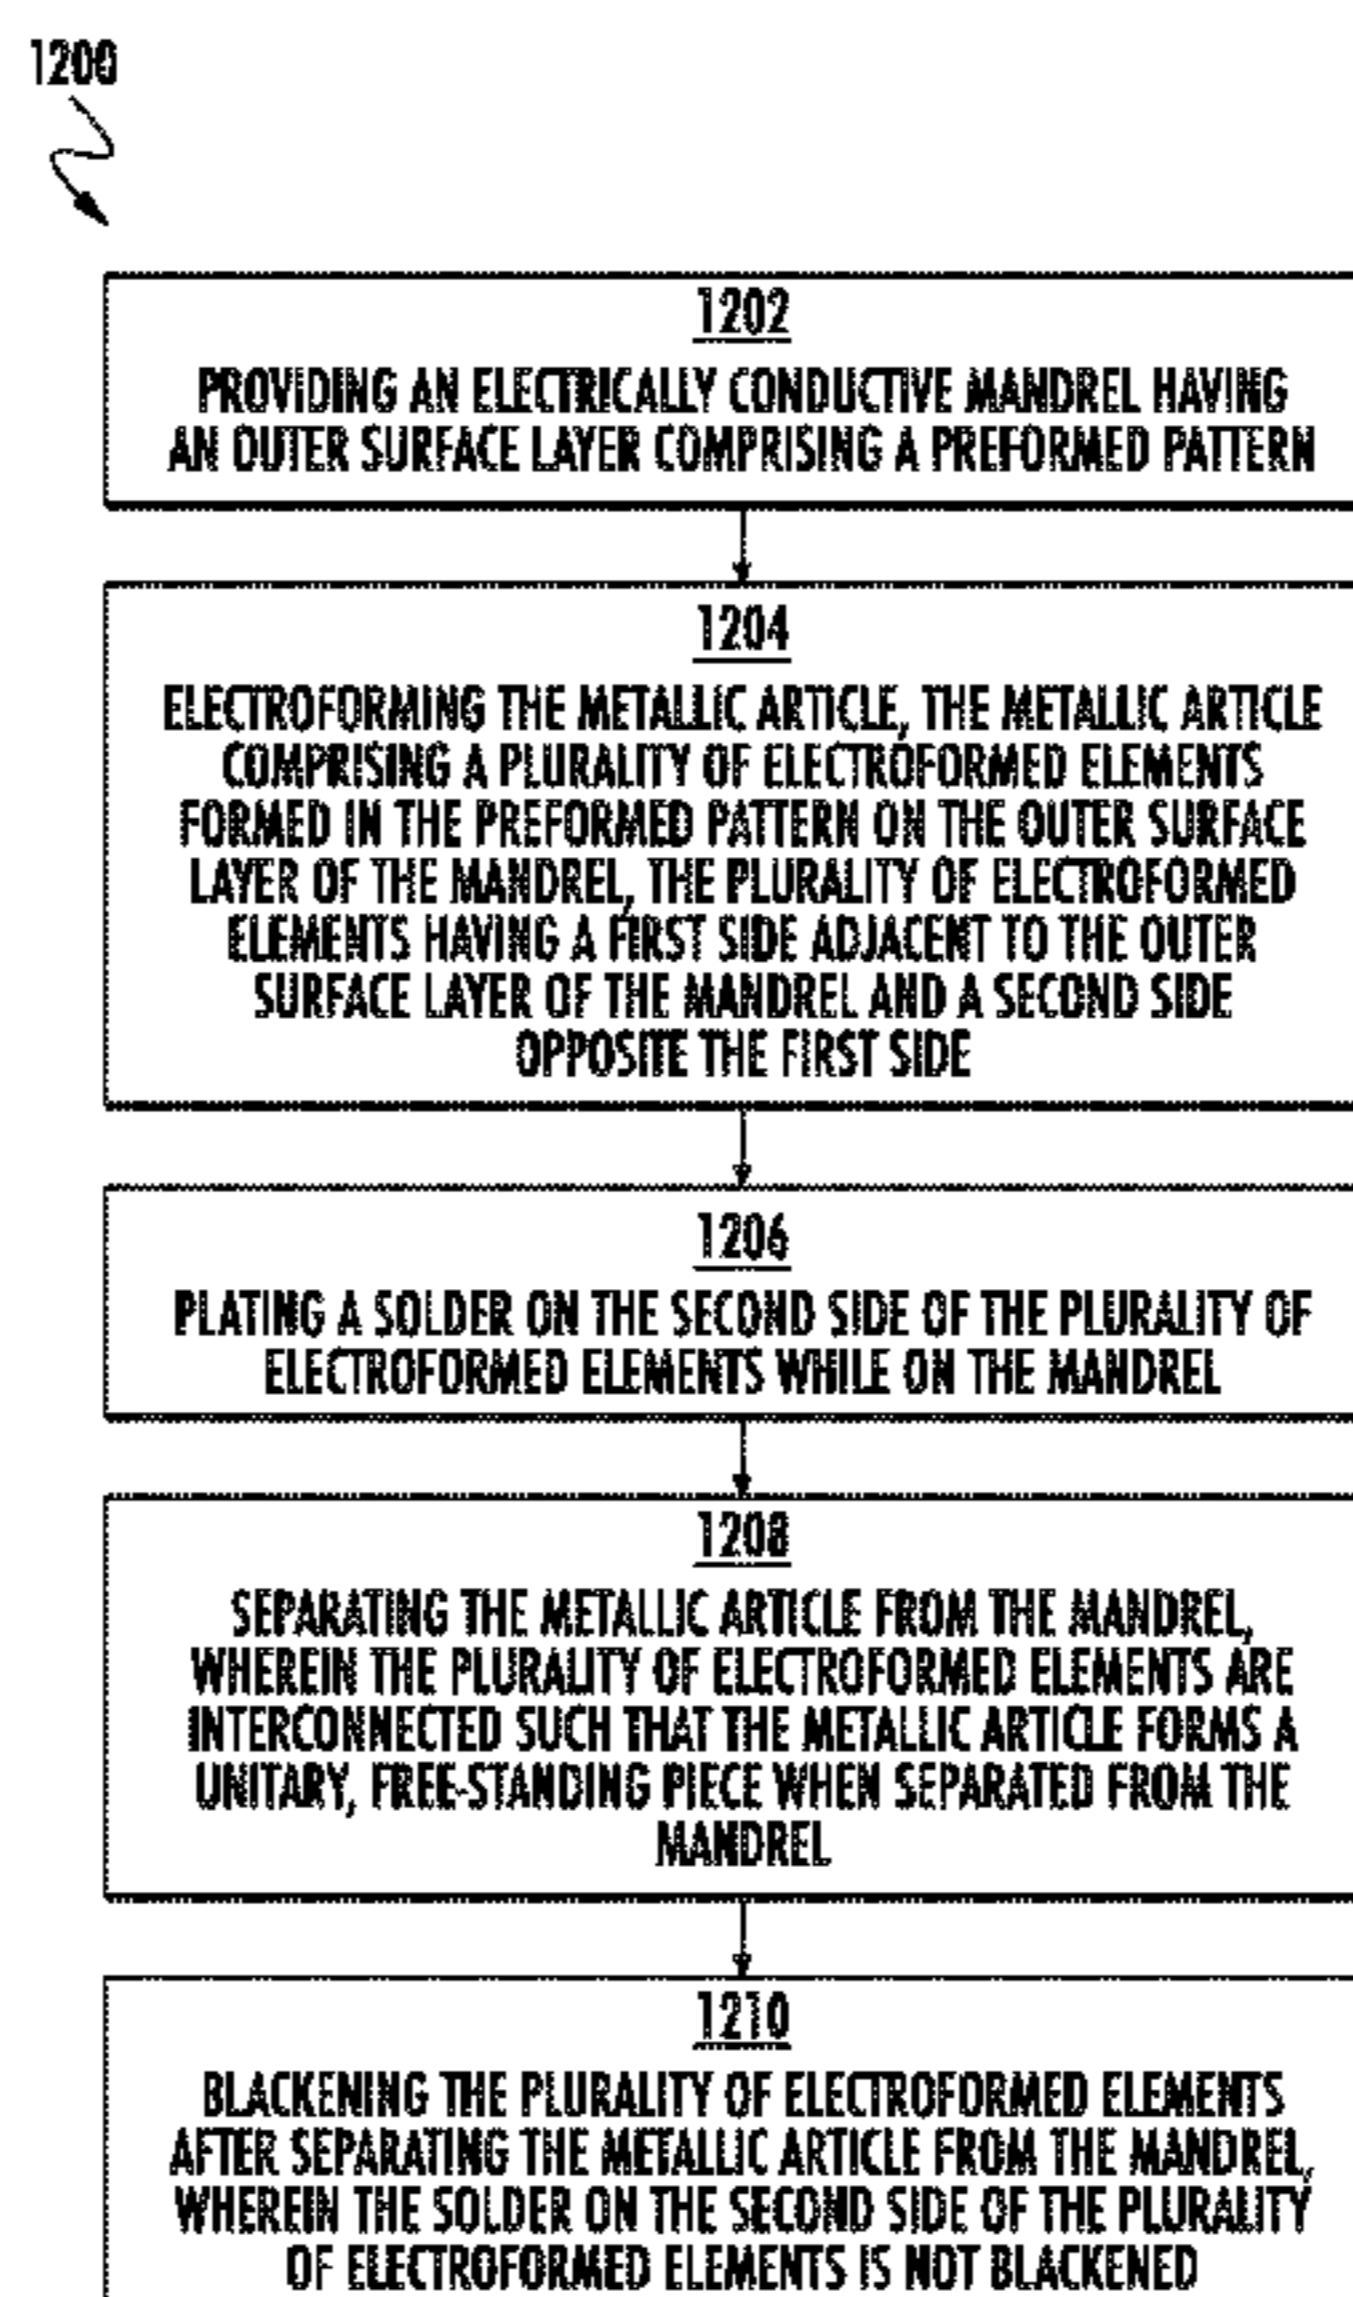 1200
1202
PROVIDING AN ELECTRICALLY CONDUCTIVE MANDREL HAVING
AN OUTER SURFACE LAYER COMPRISING A PREFORMED PATTERN
1204
ELECTROFORMING THE METALLIC ARTICLE, THE METALLIC ARTICLE
COMPRISING A PLURALITY OF ELECTROFORMED ELEMENTS
FORMED IN THE PREFORMED PATTERN ON THE OUTER SURFACE
LAYER OF THE MANDREL, THE PLURALITY OF ELECTROFORMED
ELEMENTS HAVING A FIRST SIDE ADJACENT TO THE OUTER
SURFACE LAYER OF THE MANDREL AND A SECOND SIDE
OPPOSITE THE FIRST SIDE
1206
PLATING A SOLDER ON THE SECOND SIDE OF THE PLURALITY OF
ELECTROFORMED ELEMENTS WHILE ON THE MANDREL
1208
SEPARATING THE METALLIC ARTICLE FROM THE MANDREL,
WHEREIN THE PLURALITY OF ELECTROFORMED ELEMENTS ARE
INTERCONNECTED SUCH THAT THE METALLIC ARTICLE FORMS A
UNITARY, FREE-STANDING PIECE WHEN SEPARATED FROM THE
MANDREL
1210
BLACKENING THE PLURALITY OF ELECTROFORMED ELEMENTS
AFTER SEPARATING THE METALLIC ARTICLE FROM THE MANDREL,
WHEREIN THE SOLDER ON THE SECOND SIDE OF THE PLURALITY
OF ELECTROFORMED ELEMENTS IS NOT BLACKENED